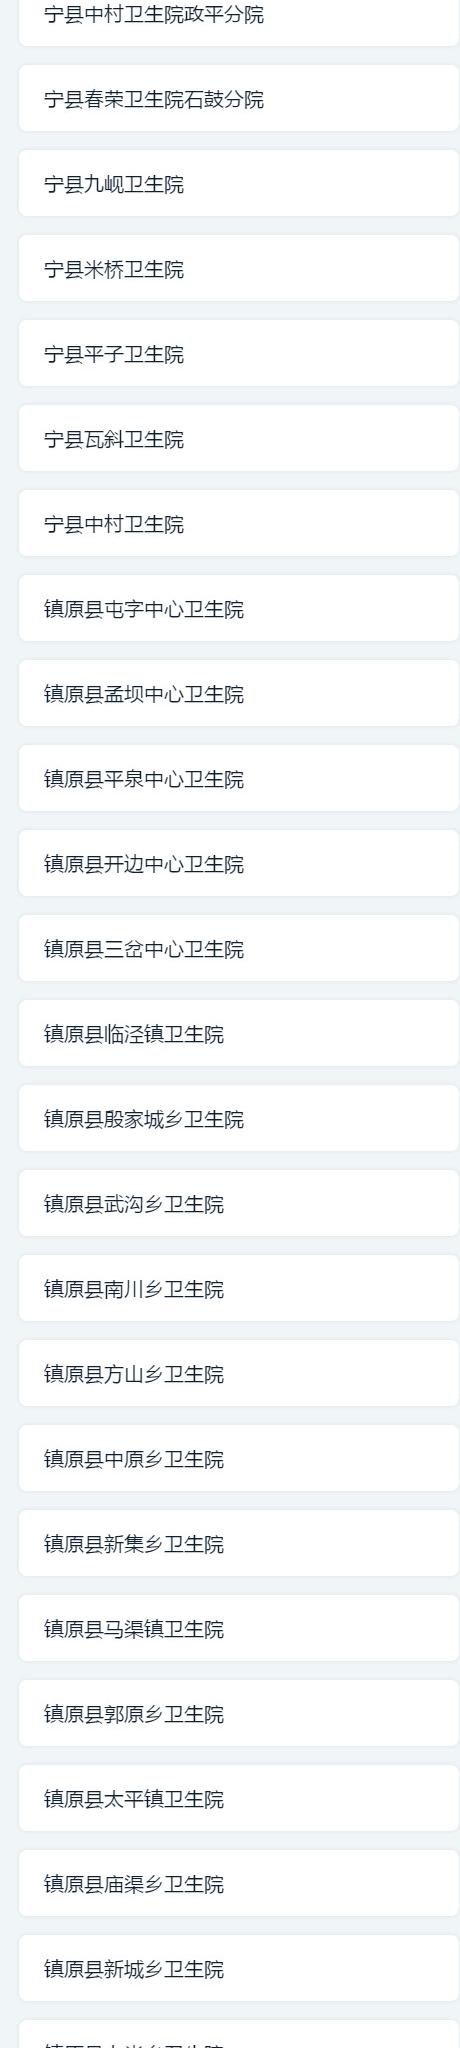 宁县中村卫生院政平分院
宁县春荣卫生院石鼓分院
宁县九岘卫生院
宁县米桥卫生院
宁县平子卫生院
宁县瓦斜卫生院
宁县中村卫生院
镇原县屯字中心卫生院
镇原县孟坝中心卫生院
镇原县平泉中心卫生院
镇原县开边中心卫生院
镇原县三岔中心卫生院
镇原县临泾镇卫生院
镇原县殷家城乡卫生院
镇原县武沟乡卫生院
镇原县南川乡卫生院
镇原县方山乡卫生院
镇原县中原乡卫生院
镇原县新集乡卫生院
镇原县马渠镇卫生院
镇原县郭原乡卫生院
镇原县太平镇卫生院
镇原县庙渠乡卫生院
镇原县新城乡卫生院